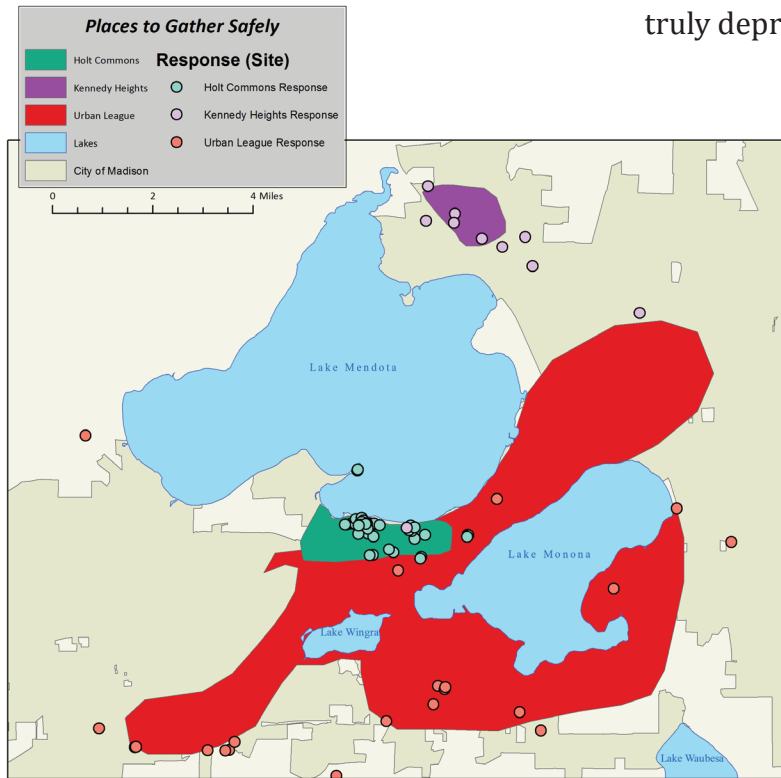 truly depr
Places to Gather Safely
Holt Commons
Kennedy Heights
Urban League
Lakes
City of Madison
Response (Site)
Holt Commons Response
Kennedy Heights Response
Urban League Response
0 2 4 Miles
Lake Mendota
Lake Monona
Lake Wingra
Lake Waubesa